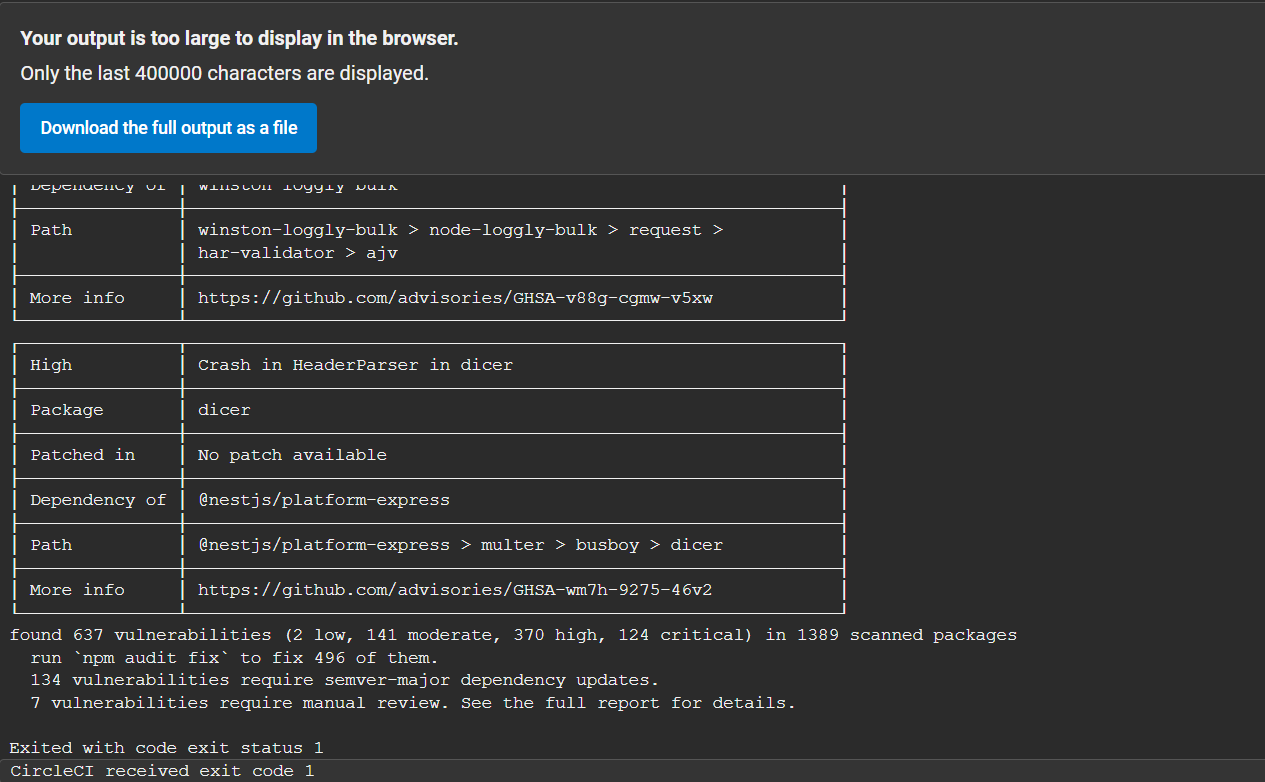 Your output is too large to display in the browser.
Only the last 400000 characters are displayed.
Download the full output as a file
Dependency of winston-loggly-bulk
Path winston-loggly-bulk > node-loggly-bulk > request >
har-validator > ajv
More info https://github.com/advisories/GHSA-v88g-cgmw-v5xw
High Crash in HeaderParser in dicer
Package dicer
Patched in No patch available
Dependency of @nestjs/platform-express
Path @nestjs/platform-express > multer > busboy > dicer
More info https://github.com/advisories/GHSA-wm7h-9275-46v2
found 637 vulnerabilities (2 low, 141 moderate, 370 high, 124 critical) in 1389 scanned packages
run `npm audit fix` to fix 496 of them.
134 vulnerabilities require semver-major dependency updates.
7 vulnerabilities require manual review. See the full report for details.
Exited with code exit status 1
CircleCI received exit code 1